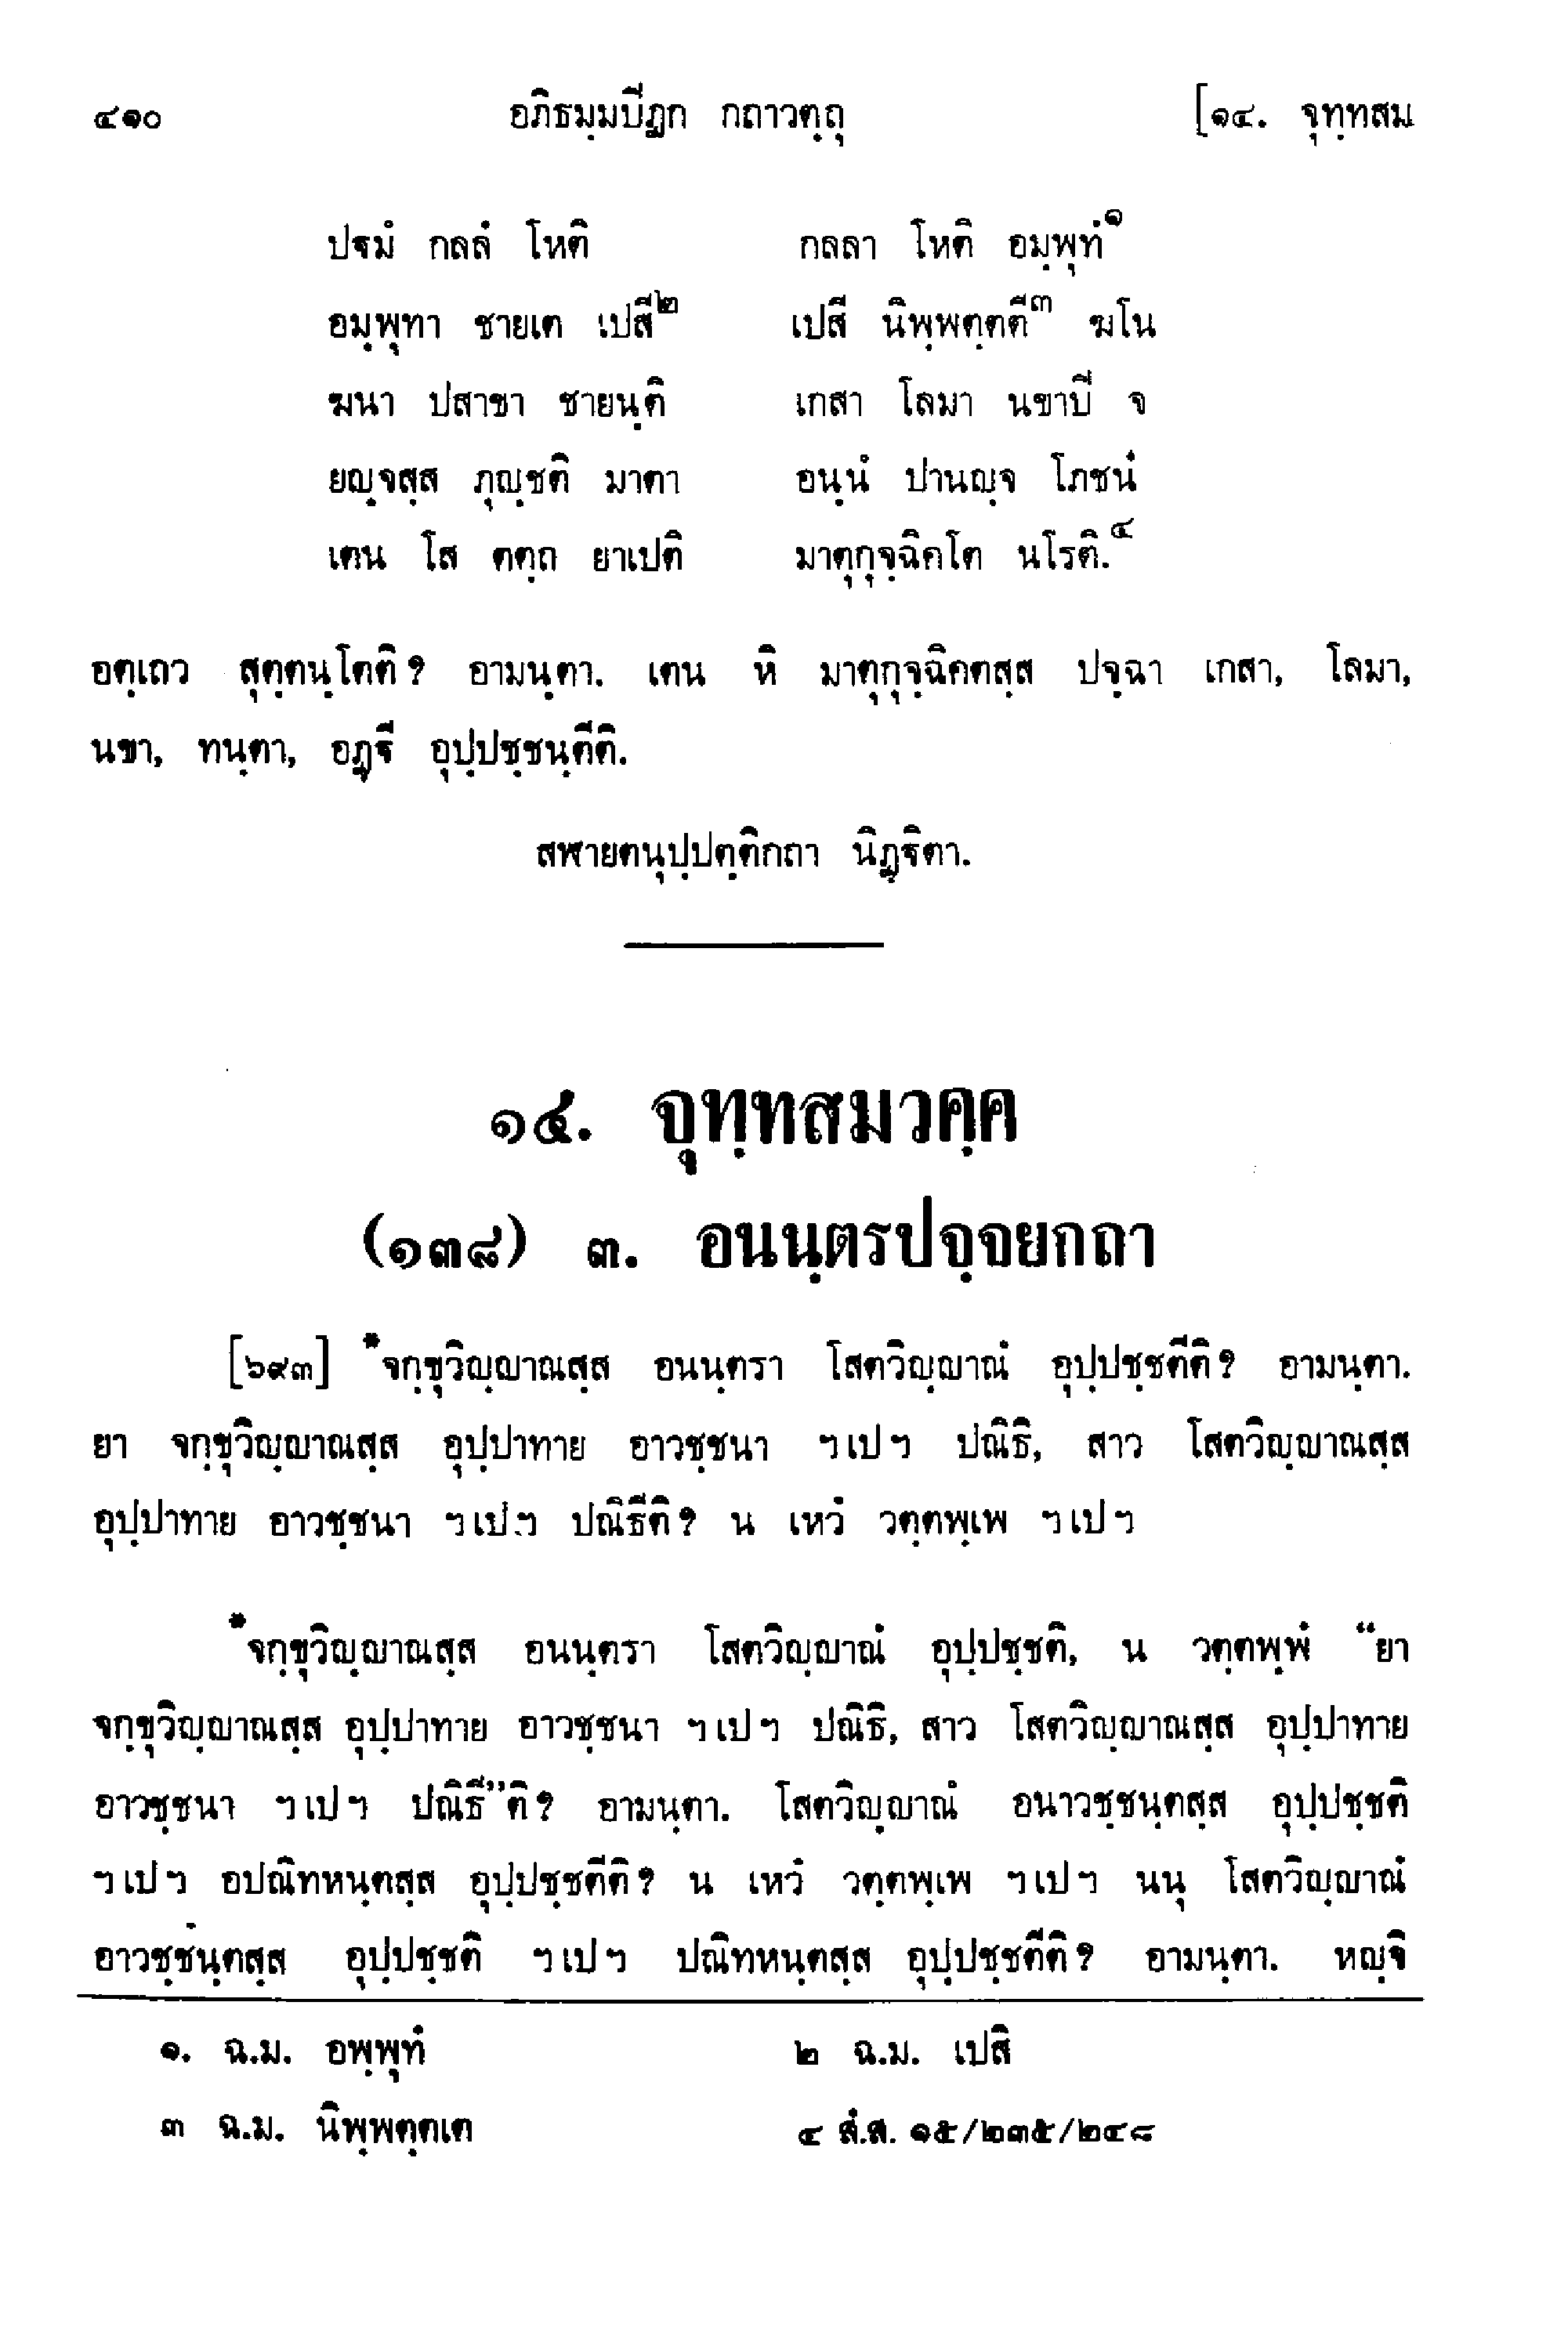 ๔๑๐ อภิธมฺมปิฏก กถาวตฺถุ [๑๔. จุทฺทสม
ปฐมํ กลลํ โหติ กลลา โหติ อมฺพุทํ๑
อมฺพุทา ชายเต เปสี๒ เปสี นิพฺพตฺตตี๓ ฆโน
ฆนา ปสาขา ชายนฺติ เกสา โลมา นขาปิ จ
ยญฺจสฺส ภุญฺชติ มาตา อนฺนํ ปานญฺจ โภชนํ
เตน โส ตตฺถ ยาเปติ มาตุกุจฺฉิคโต นโรติ.๔
อตฺเถว สุตฺตนฺโตติ? อามนฺตา. เตน หิ มาตุกุจฺฉิคตสฺส ปจฺฉา เกสา, โลมา,
นขา, ทนฺตา, อฏฺฐี อุปฺปชฺชนฺตีติ.
สฬายตนุปฺปตฺติกถา นิฏฺฐิตา.
๑๔. จุทฺทสมวคฺค
(๑๓๘) ๓. อนนฺตรปจฺจยกถา
[๖๙๓] *จกฺขุวิญฺญาณสฺส อนนฺตรา โสตวิญฺญาณํ อุปฺปชฺชตีติ? อามนฺตา.
ยา จกฺขุวิญฺญาณสฺส อุปฺปาทาย อาวชฺชนา ฯเปฯ ปณิธิ, สาว โสตวิญฺญาณสฺส
อุปฺปาทาย อาวชฺชนา ฯเปฯ ปณิธีติ? น เหวํ วตฺตพฺเพ ฯเปฯ
*จกฺขุวิญฺญาณสฺส อนนฺตรา โสตวิญฺญาณํ อุปฺปชฺชติ, น วตฺตพฺพํ “ยา
จกฺขุวิญฺญาณสฺส อุปฺปาทาย อาวชฺชนา ฯเปฯ ปณิธิ, สาว โสตวิญฺญาณสฺส อุปฺปาทาย
อาวชฺชนา ฯเปฯ ปณิธี”ติ? อามนฺตา. โสตวิญฺญาณํ อนาวชฺชนฺตสฺส อุปฺปชฺชติ
ฯเปฯ อปณิทหนฺตสฺส อุปฺปชฺชตีติ? น เหวํ วตฺตพฺเพ ฯเปฯ นนุ โสตวิญฺญาณํ
อาวชฺชนฺตสฺส อุปฺปชฺชติ ฯเปฯ ปณิทหนฺตสฺส อุปฺปชฺชตีติ? อามนฺตา. หญฺจิ
๑. ฉ.ม. อพฺพุทํ ๒ ฉ.ม. เปสิ
๓ ฉ.ม. นิพฺพตฺตเต ๔ สํ.ส. ๑๕/๒๓๕/๒๔๘